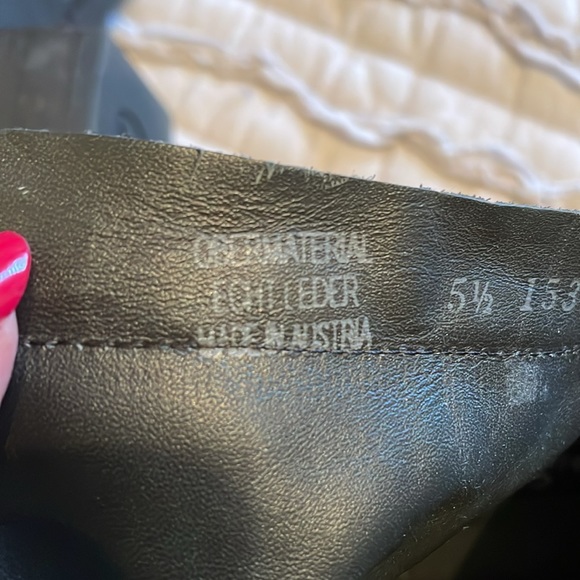 OBERMATERIAL
ECHT LEDER 5½ 153
MADE IN AUSTRIA